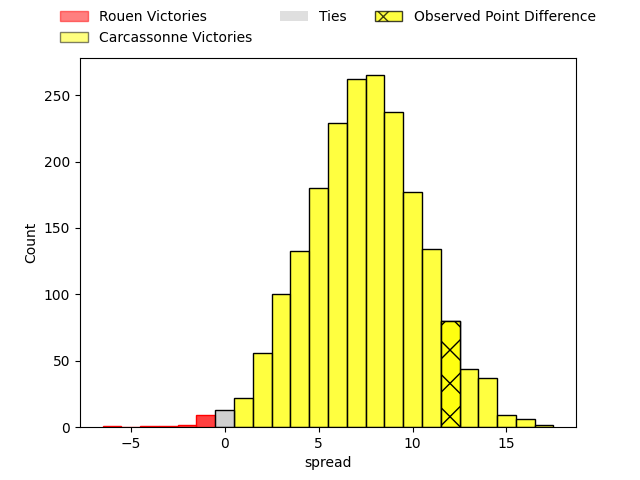 Rouen Victories
Carcassonne Victories
Ties
Observed Point Difference
250
200
150
100
50
0
Count
−5
0
5
10
15
spread